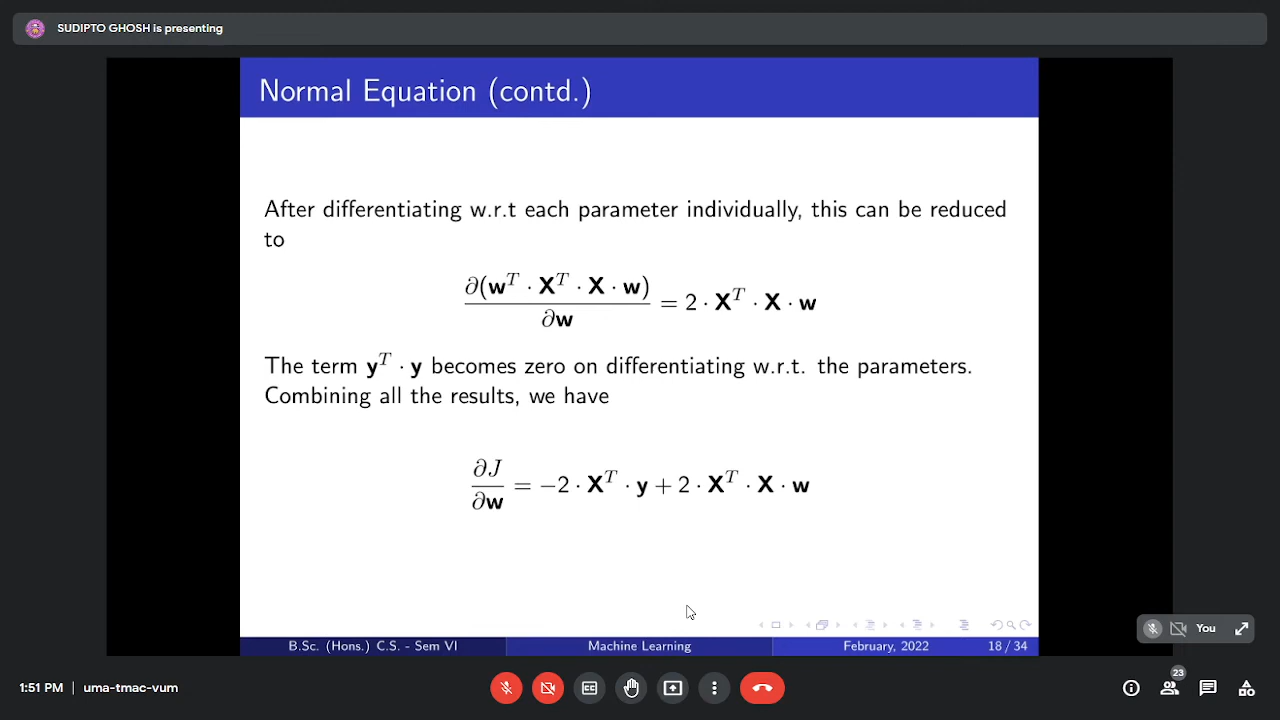 SUDIPTO GHOSH is presenting
Normal Equation (contd.)
After differentiating w.r.t each parameter individually, this can be reduced
to
∂(w^T · X^T · X · w)
∂w
= 2 · X^T · X · w
The term y^T · y becomes zero on differentiating w.r.t. the parameters.
Combining all the results, we have
∂J
∂w
= −2 · X^T · y + 2 · X^T · X · w
You
B.Sc. (Hons.) C.S. - Sem VI
Machine Learning
February, 2022
18 / 34
23
1:51 PM | uma-tmac-vum
CC